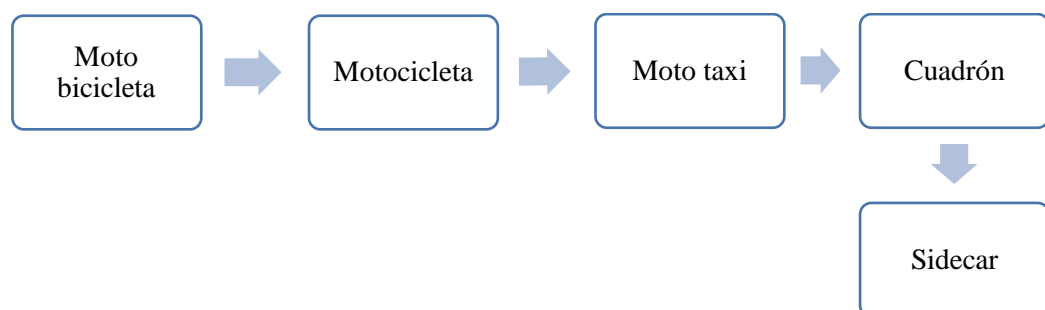 Moto
bicicleta
Motocicleta
Moto taxi
Cuadrón
Sidecar